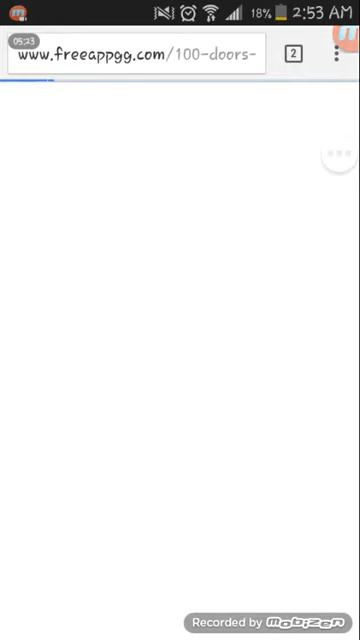 18% 2:53 AM
05:23
www.freeappgg.com/100-doors-
2
Recorded by mobizen